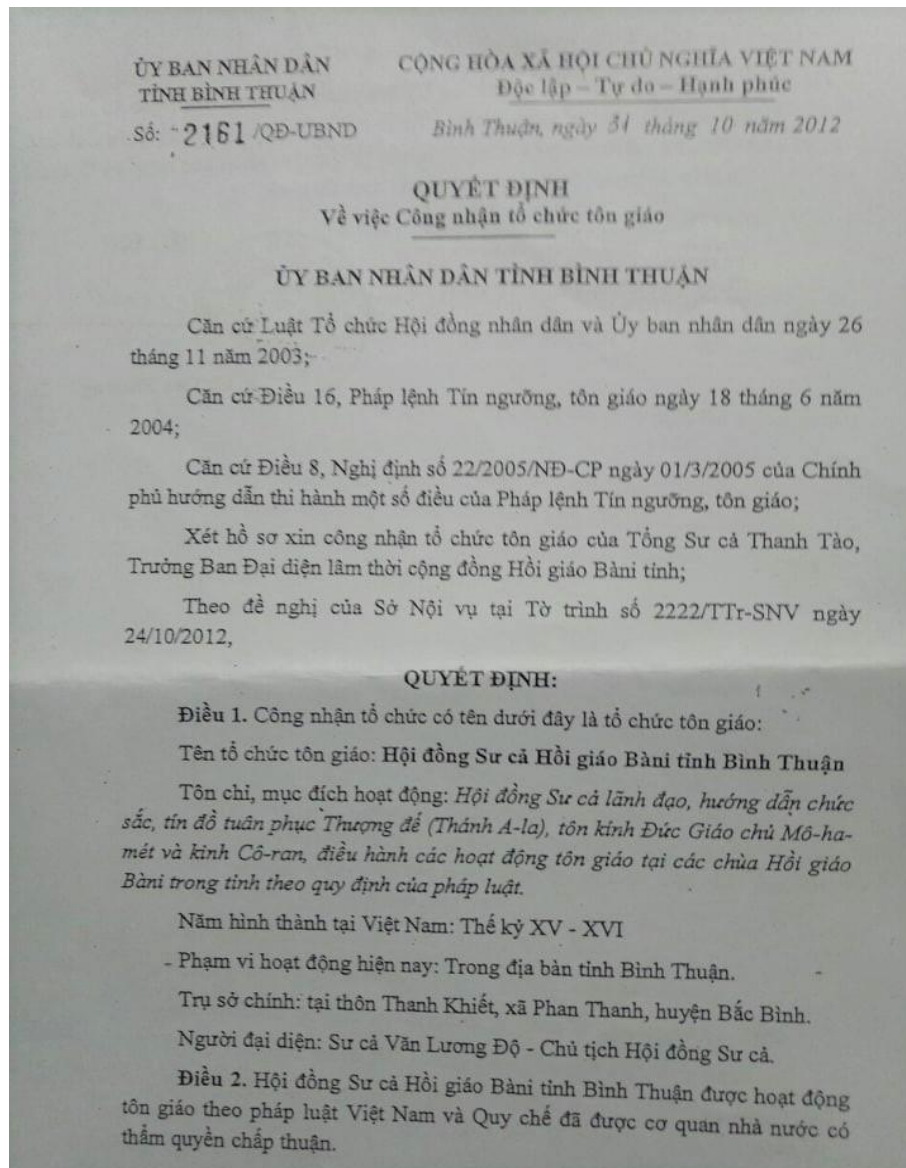 ỦY BAN NHÂN DÂN
TỈNH BÌNH THUẬN
Số: 2161 /QĐ-UBND
CỘNG HÒA XÃ HỘI CHỦ NGHĨA VIỆT NAM
Độc lập – Tự do – Hạnh phúc
Bình Thuận, ngày 31 tháng 10 năm 2012
QUYẾT ĐỊNH
Về việc Công nhận tổ chức tôn giáo
ỦY BAN NHÂN DÂN TỈNH BÌNH THUẬN
Căn cứ Luật Tổ chức Hội đồng nhân dân và Ủy ban nhân dân ngày 26
tháng 11 năm 2003;
Căn cứ Điều 16, Pháp lệnh Tín ngưỡng, tôn giáo ngày 18 tháng 6 năm
2004;
Căn cứ Điều 8, Nghị định số 22/2005/NĐ-CP ngày 01/3/2005 của Chính
phủ hướng dẫn thi hành một số điều của Pháp lệnh Tín ngưỡng, tôn giáo;
Xét hồ sơ xin công nhận tổ chức tôn giáo của Tổng Sư cả Thanh Tào,
Trưởng Ban Đại diện lâm thời cộng đồng Hồi giáo Bàni tỉnh;
Theo đề nghị của Sở Nội vụ tại Tờ trình số 2222/TTr-SNV ngày
24/10/2012,
QUYẾT ĐỊNH:
Điều 1. Công nhận tổ chức có tên dưới đây là tổ chức tôn giáo:
Tên tổ chức tôn giáo: Hội đồng Sư cả Hồi giáo Bàni tỉnh Bình Thuận
Tôn chỉ, mục đích hoạt động: Hội đồng Sư cả lãnh đạo, hướng dẫn chức
sắc, tín đồ tuân phục Thượng đế (Thánh A-la), tôn kính Đức Giáo chủ Mô-ha-
mét và kinh Cô-ran, điều hành các hoạt động tôn giáo tại các chùa Hồi giáo
Bàni trong tỉnh theo quy định của pháp luật.
Năm hình thành tại Việt Nam: Thế kỷ XV - XVI
Phạm vi hoạt động hiện nay: Trong địa bàn tỉnh Bình Thuận.
Trụ sở chính: tại thôn Thanh Khiết, xã Phan Thanh, huyện Bắc Bình.
Người đại diện: Sư cả Văn Lương Độ - Chủ tịch Hội đồng Sư cả.
Điều 2. Hội đồng Sư cả Hồi giáo Bàni tỉnh Bình Thuận được hoạt động
tôn giáo theo pháp luật Việt Nam và Quy chế đã được cơ quan nhà nước có
thẩm quyền chấp thuận.